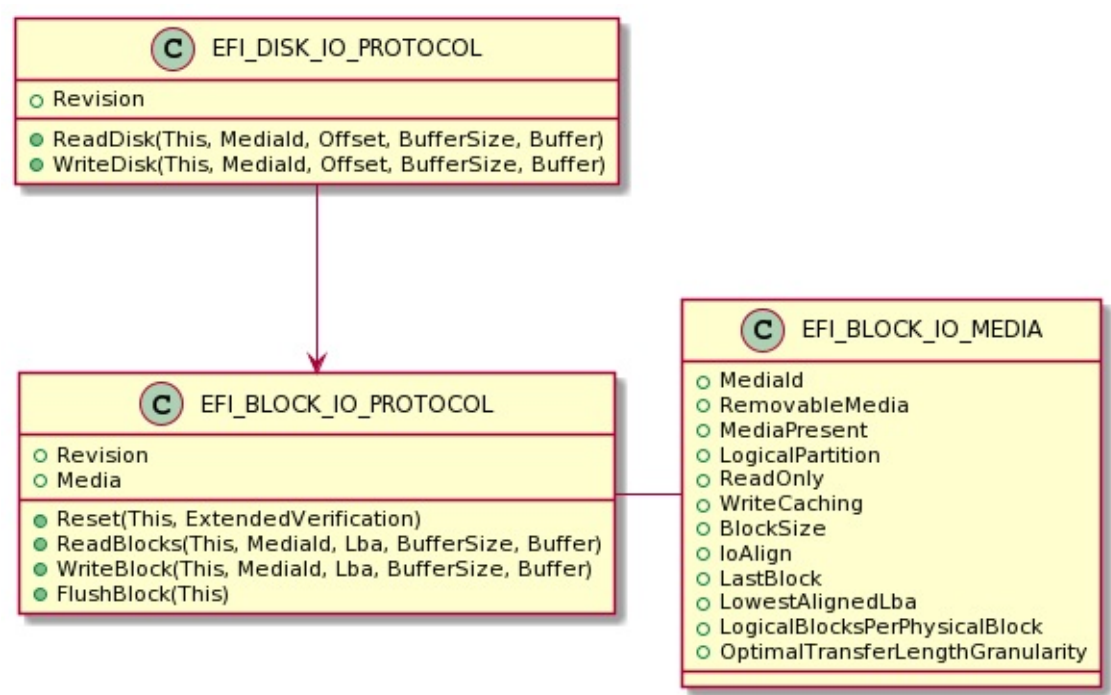 C EFI_DISK_IO_PROTOCOL
Revision
ReadDisk(This, MediaId, Offset, BufferSize, Buffer)
WriteDisk(This, MediaId, Offset, BufferSize, Buffer)
C EFI_BLOCK_IO_PROTOCOL
Revision
Media
Reset(This, ExtendedVerification)
ReadBlocks(This, MediaId, Lba, BufferSize, Buffer)
WriteBlock(This, MediaId, Lba, BufferSize, Buffer)
FlushBlock(This)
C EFI_BLOCK_IO_MEDIA
MediaId
RemovableMedia
MediaPresent
LogicalPartition
ReadOnly
WriteCaching
BlockSize
IoAlign
LastBlock
LowestAlignedLba
LogicalBlocksPerPhysicalBlock
OptimalTransferLengthGranularity